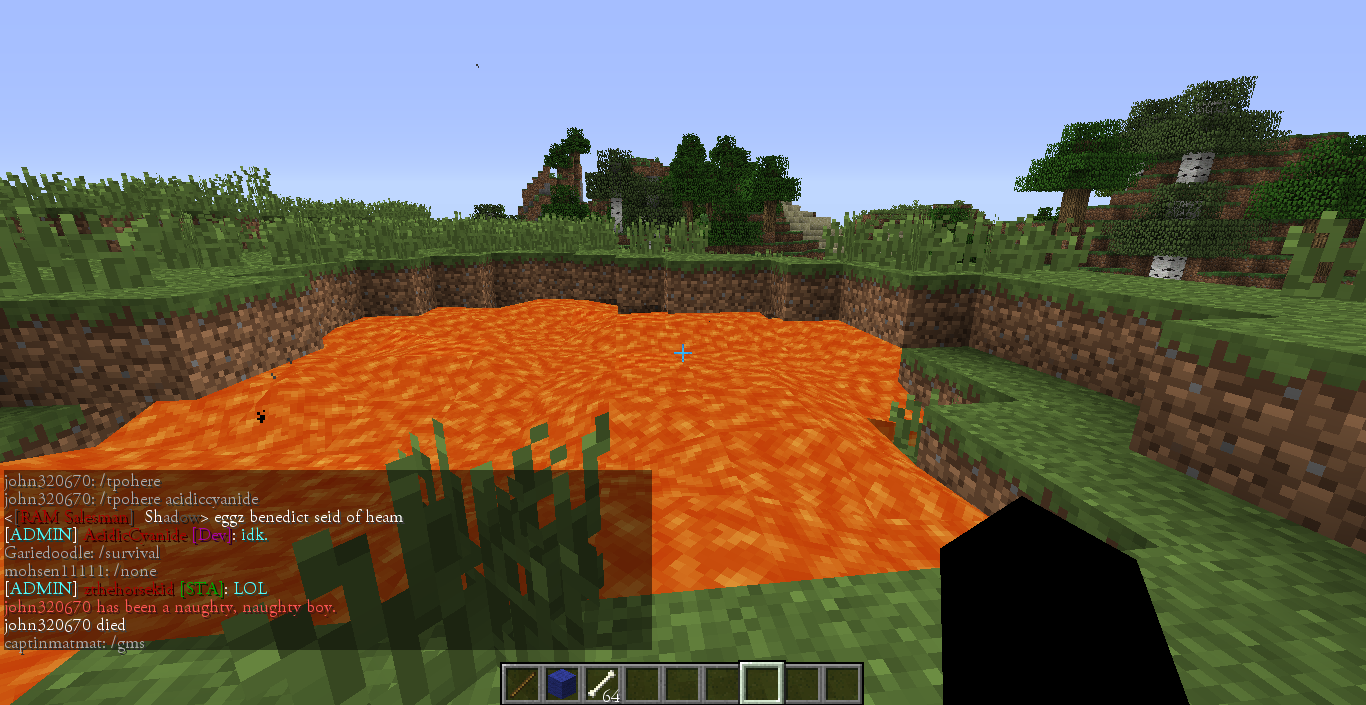 john320670: /tpohere
john320670: /tpohere acidiccyanide
<[RAM Salesman] Shadow> eggz benedict seid of heam
[ADMIN] AcidicCyanide [Dev]: idk.
Gariedoodle: /survival
mohsen11111: /none
[ADMIN] zthehorsekid [STA]: LOL
john320670 has been a naughty, naughty boy.
john320670 died
captinmatmat: /gms
64